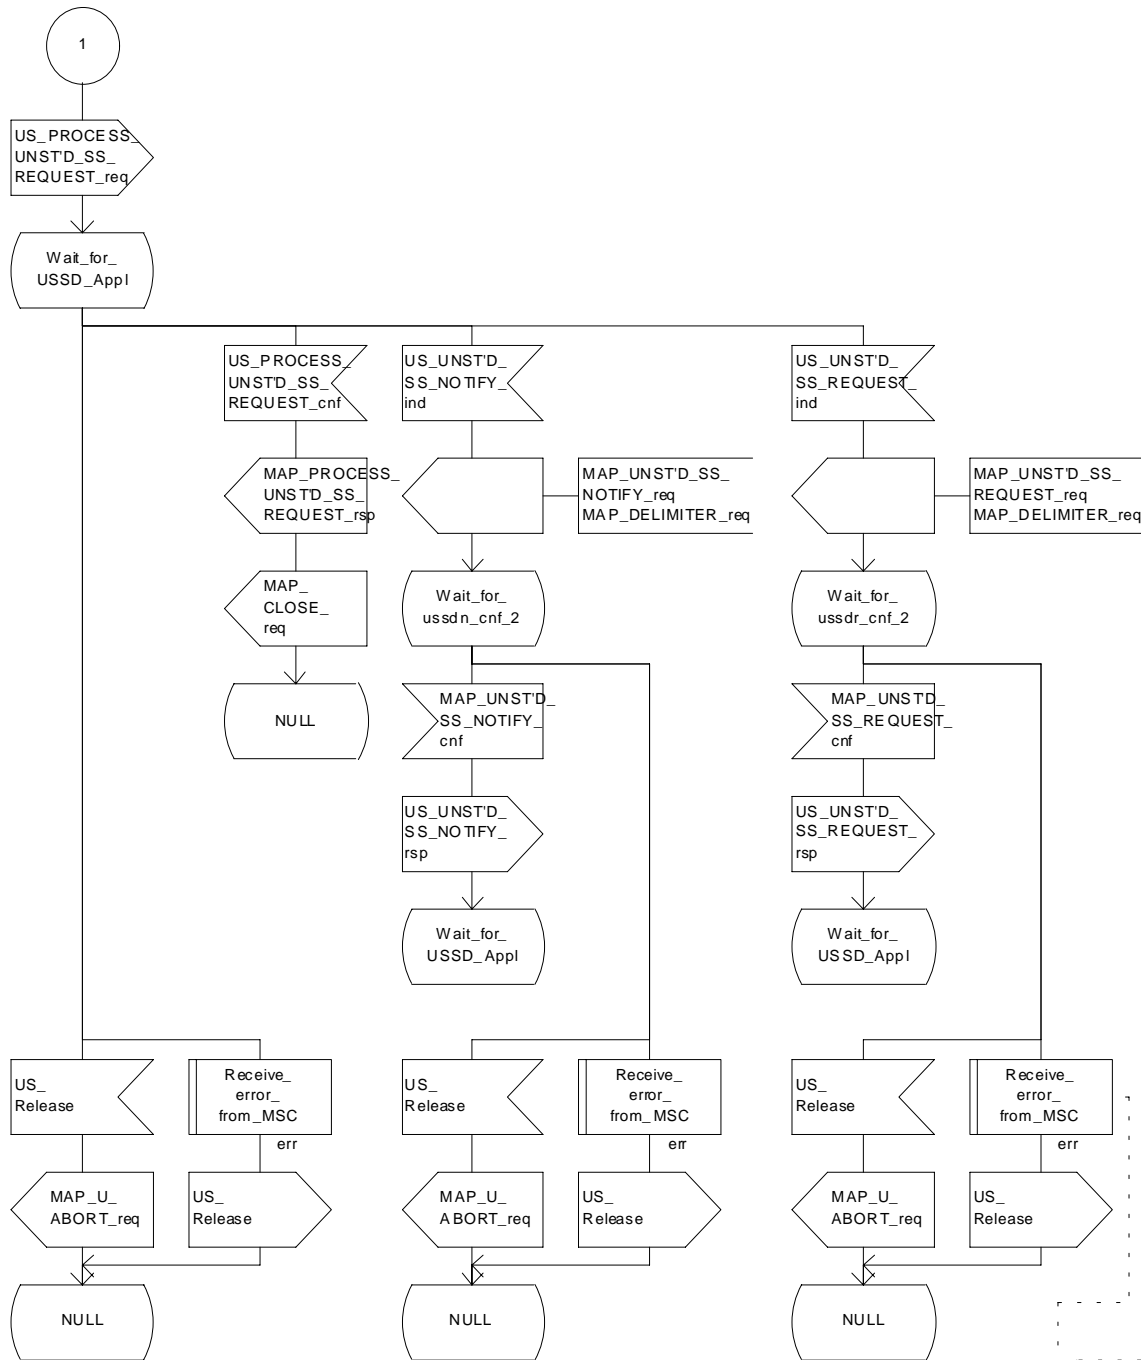 1
US_PROCESS_
UNST'D_SS_
REQUEST_req
Wait_for_
USSD_Appl
US_PROCESS_
UNST'D_SS_
REQUEST_cnf
US_UNST'D_
SS_NOTIFY_
ind
US_UNST'D_
SS_REQUEST_
ind
MAP_PROCESS_
UNST'D_SS_
REQUEST_rsp
MAP_UNST'D_SS_
NOTIFY_req
MAP_DELIMITER_req
MAP_UNST'D_SS_
REQUEST_req
MAP_DELIMITER_req
MAP_
CLOSE_
req
Wait_for_
ussdn_cnf_2
Wait_for_
ussdr_cnf_2
NULL
MAP_UNST'D_
SS_NOTIFY_
cnf
MAP_UNST'D_
SS_REQUEST_
cnf
US_UNST'D_
SS_NOTIFY_
rsp
US_UNST'D_
SS_REQUEST_
rsp
Wait_for_
USSD_Appl
Wait_for_
USSD_Appl
US_
Release
Receive_
error_
from_MSC
err
US_
Release
Receive_
error_
from_MSC
err
US_
Release
Receive_
error_
from_MSC
err
MAP_U_
ABORT_req
US_
Release
MAP_U_
ABORT_req
US_
Release
MAP_U_
ABORT_req
US_
Release
NULL
NULL
NULL